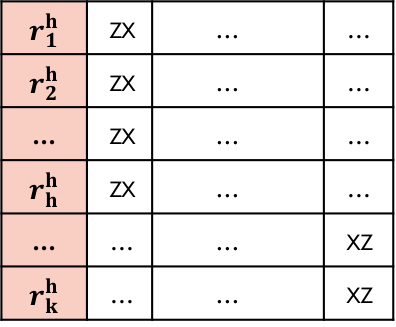 r₁ʰ ZX ... ...
r₂ʰ ZX ... ...
... ZX ... ...
rₕʰ ZX ... ...
... ... ... XZ
rₖʰ ... ... XZ